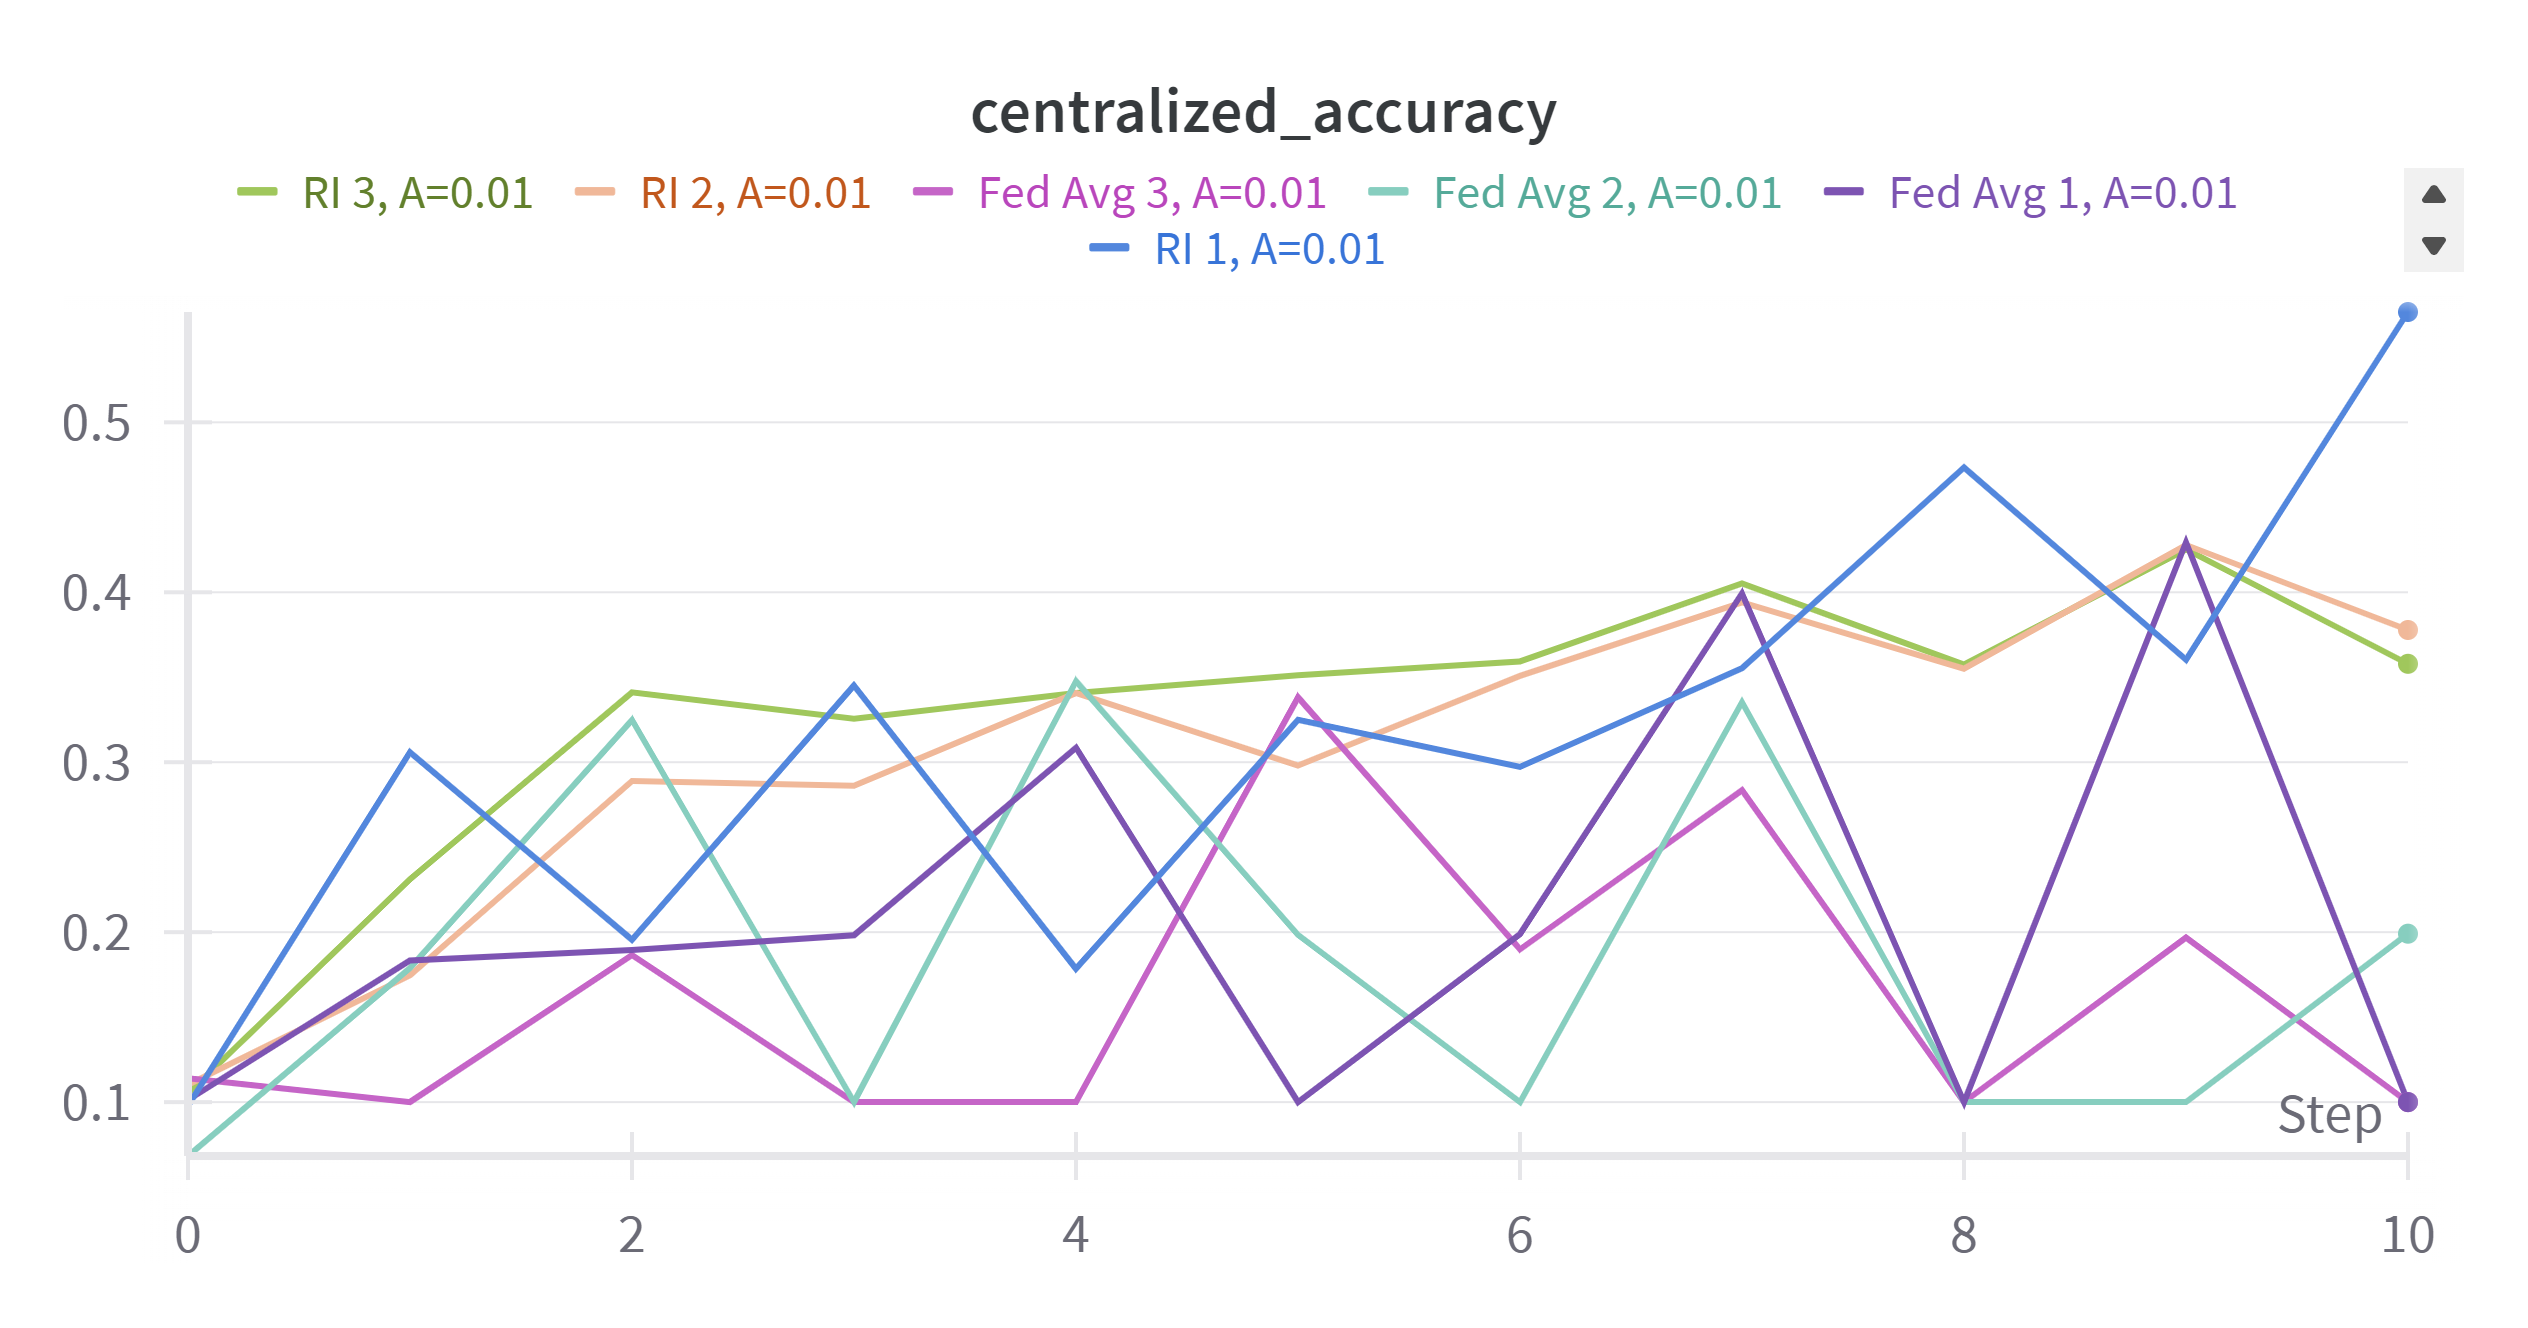 centralized_accuracy
RI 3, A=0.01 RI 2, A=0.01 Fed Avg 3, A=0.01 Fed Avg 2, A=0.01 Fed Avg 1, A=0.01
RI 1, A=0.01
0.5
0.4
0.3
0.2
0.1
Step
0 2 4 6 8 10